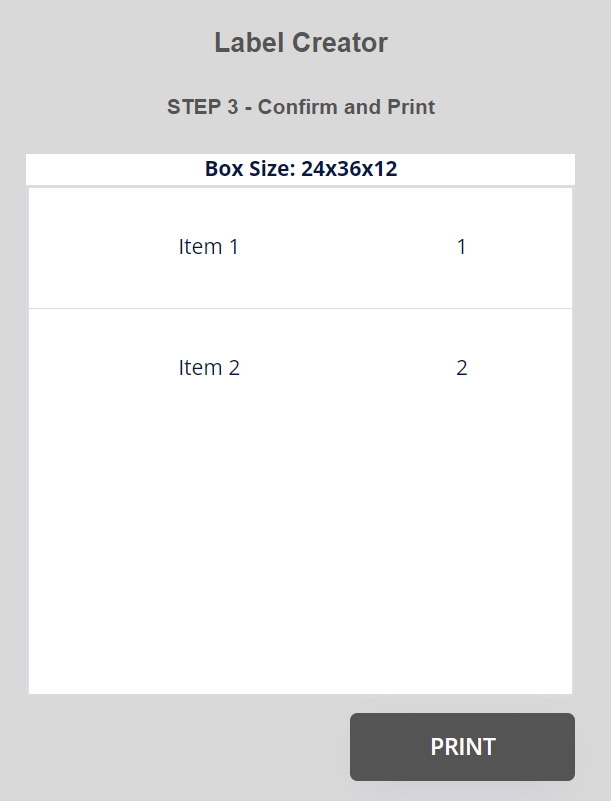 Label Creator
STEP 3 - Confirm and Print
Box Size: 24x36x12
Item 1 1
Item 2 2
PRINT